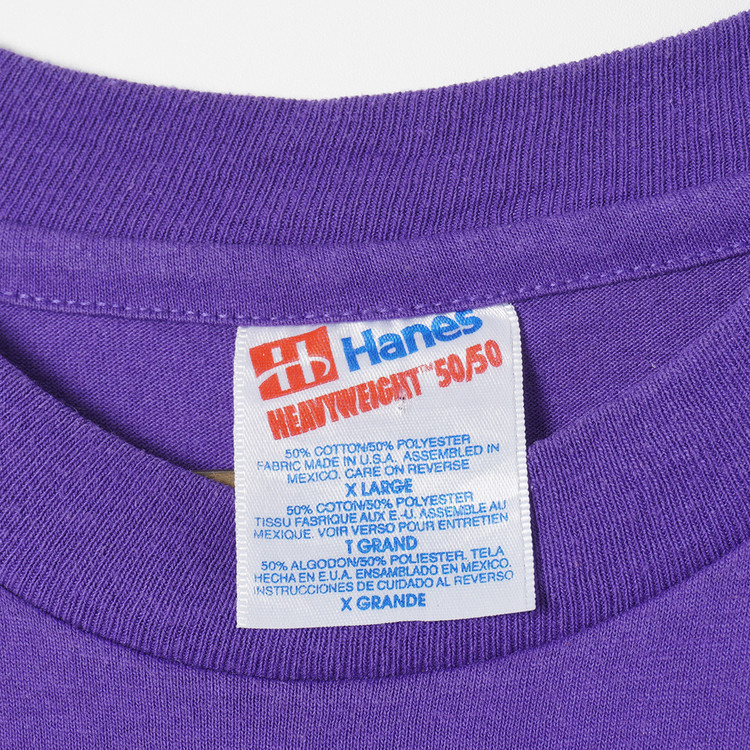 Hanes
HEAVYWEIGHT™ 50/50
50% COTTON/50% POLYESTER
FABRIC MADE IN U.S.A. ASSEMBLED IN
MEXICO. CARE ON REVERSE
X LARGE
50% COTON/50% POLYESTER
TISSU FABRIQUE AUX E.-U. ASSEMBLE AU
MEXIQUE. VOIR VERSO POUR ENTRETIEN
T GRAND
50% ALGODON/50% POLIESTER. TELA
HECHA EN E.U.A. ENSAMBLADO EN MEXICO.
INSTRUCCIONES DE CUIDADO AL REVERSO
X GRANDE